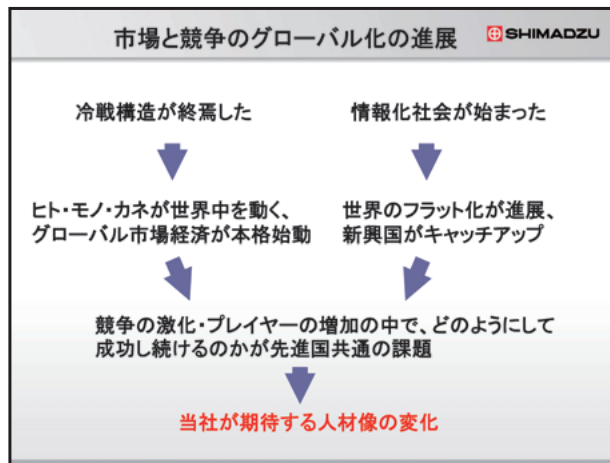 市場と競争のグローバル化の進展
SHIMADZU
冷戦構造が終焉した
情報化社会が始まった
ヒト・モノ・カネが世界中を動く、
グローバル市場経済が本格始動
世界のフラット化が進展、
新興国がキャッチアップ
競争の激化・プレイヤーの増加の中で、どのようにして
成功し続けるのかが先進国共通の課題
当社が期待する人材像の変化